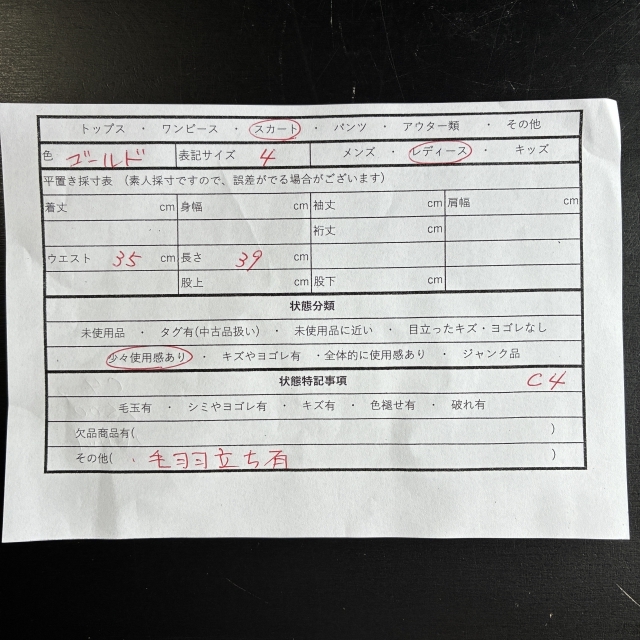 トップス ・ ワンピース ・ スカート ・ パンツ ・ アウター類 ・ その他
色 ゴールド 表記サイズ 4 メンズ ・ レディース ・ キッズ
平置き採寸表 (素人採寸ですので、誤差がでる場合がございます)
着丈 cm 身幅 cm 袖丈 cm 肩幅 cm
裄丈 cm
ウエスト 35 cm 長さ 39 cm
股上 cm 股下 cm
状態分類
未使用品 ・ タグ有(中古品扱い) ・ 未使用品に近い ・ 目立ったキズ・ヨゴレなし
少々使用感あり ・ キズやヨゴレ有 ・全体的に使用感あり ・ ジャンク品
状態特記事項 C4
毛玉有 ・ シミやヨゴレ有 ・ キズ有 ・ 色褪せ有 ・ 破れ有
欠品商品有( )
その他( ・毛羽立ち有 )